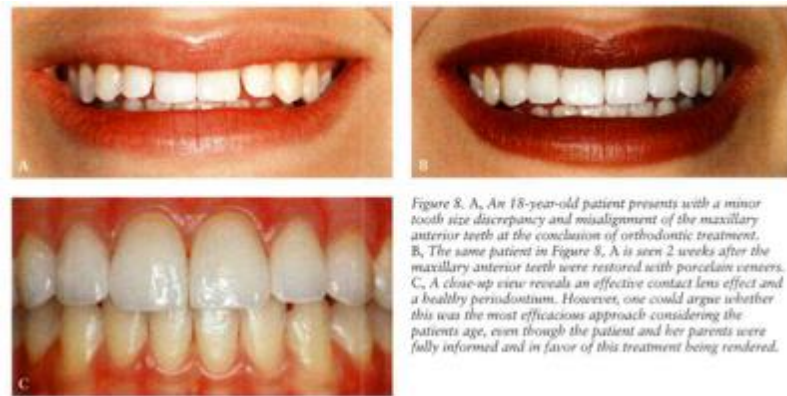 A
B
C
Figure 8. A, An 18-year-old patient presents with a minor
tooth size discrepancy and misalignment of the maxillary
anterior teeth at the conclusion of orthodontic treatment.
B, The same patient in Figure 8, A is seen 2 weeks after the
maxillary anterior teeth were restored with porcelain veneers.
C, A close-up view reveals an effective contact lens effect and
a healthy periodontium. However, one could argue whether
this was the most efficacious approach considering the
patients age, even though the patient and her parents were
fully informed and in favor of this treatment being rendered.